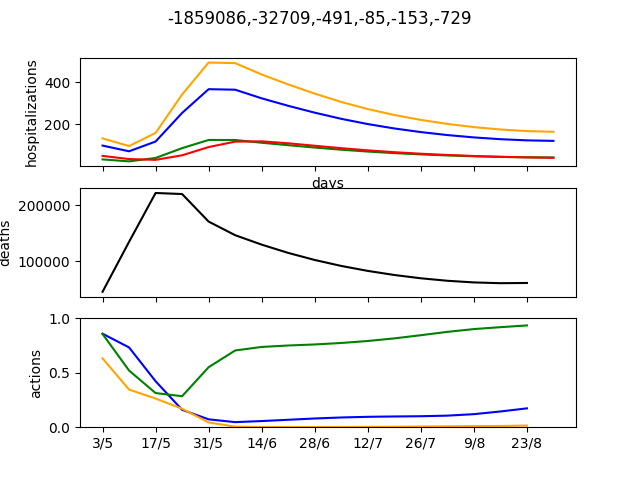 -1859086,-32709,-491,-85,-153,-729
hospitalizations
400
200
days
deaths
200000
100000
actions
1.0
0.5
0.0
3/5 17/5 31/5 14/6 28/6 12/7 26/7 9/8 23/8